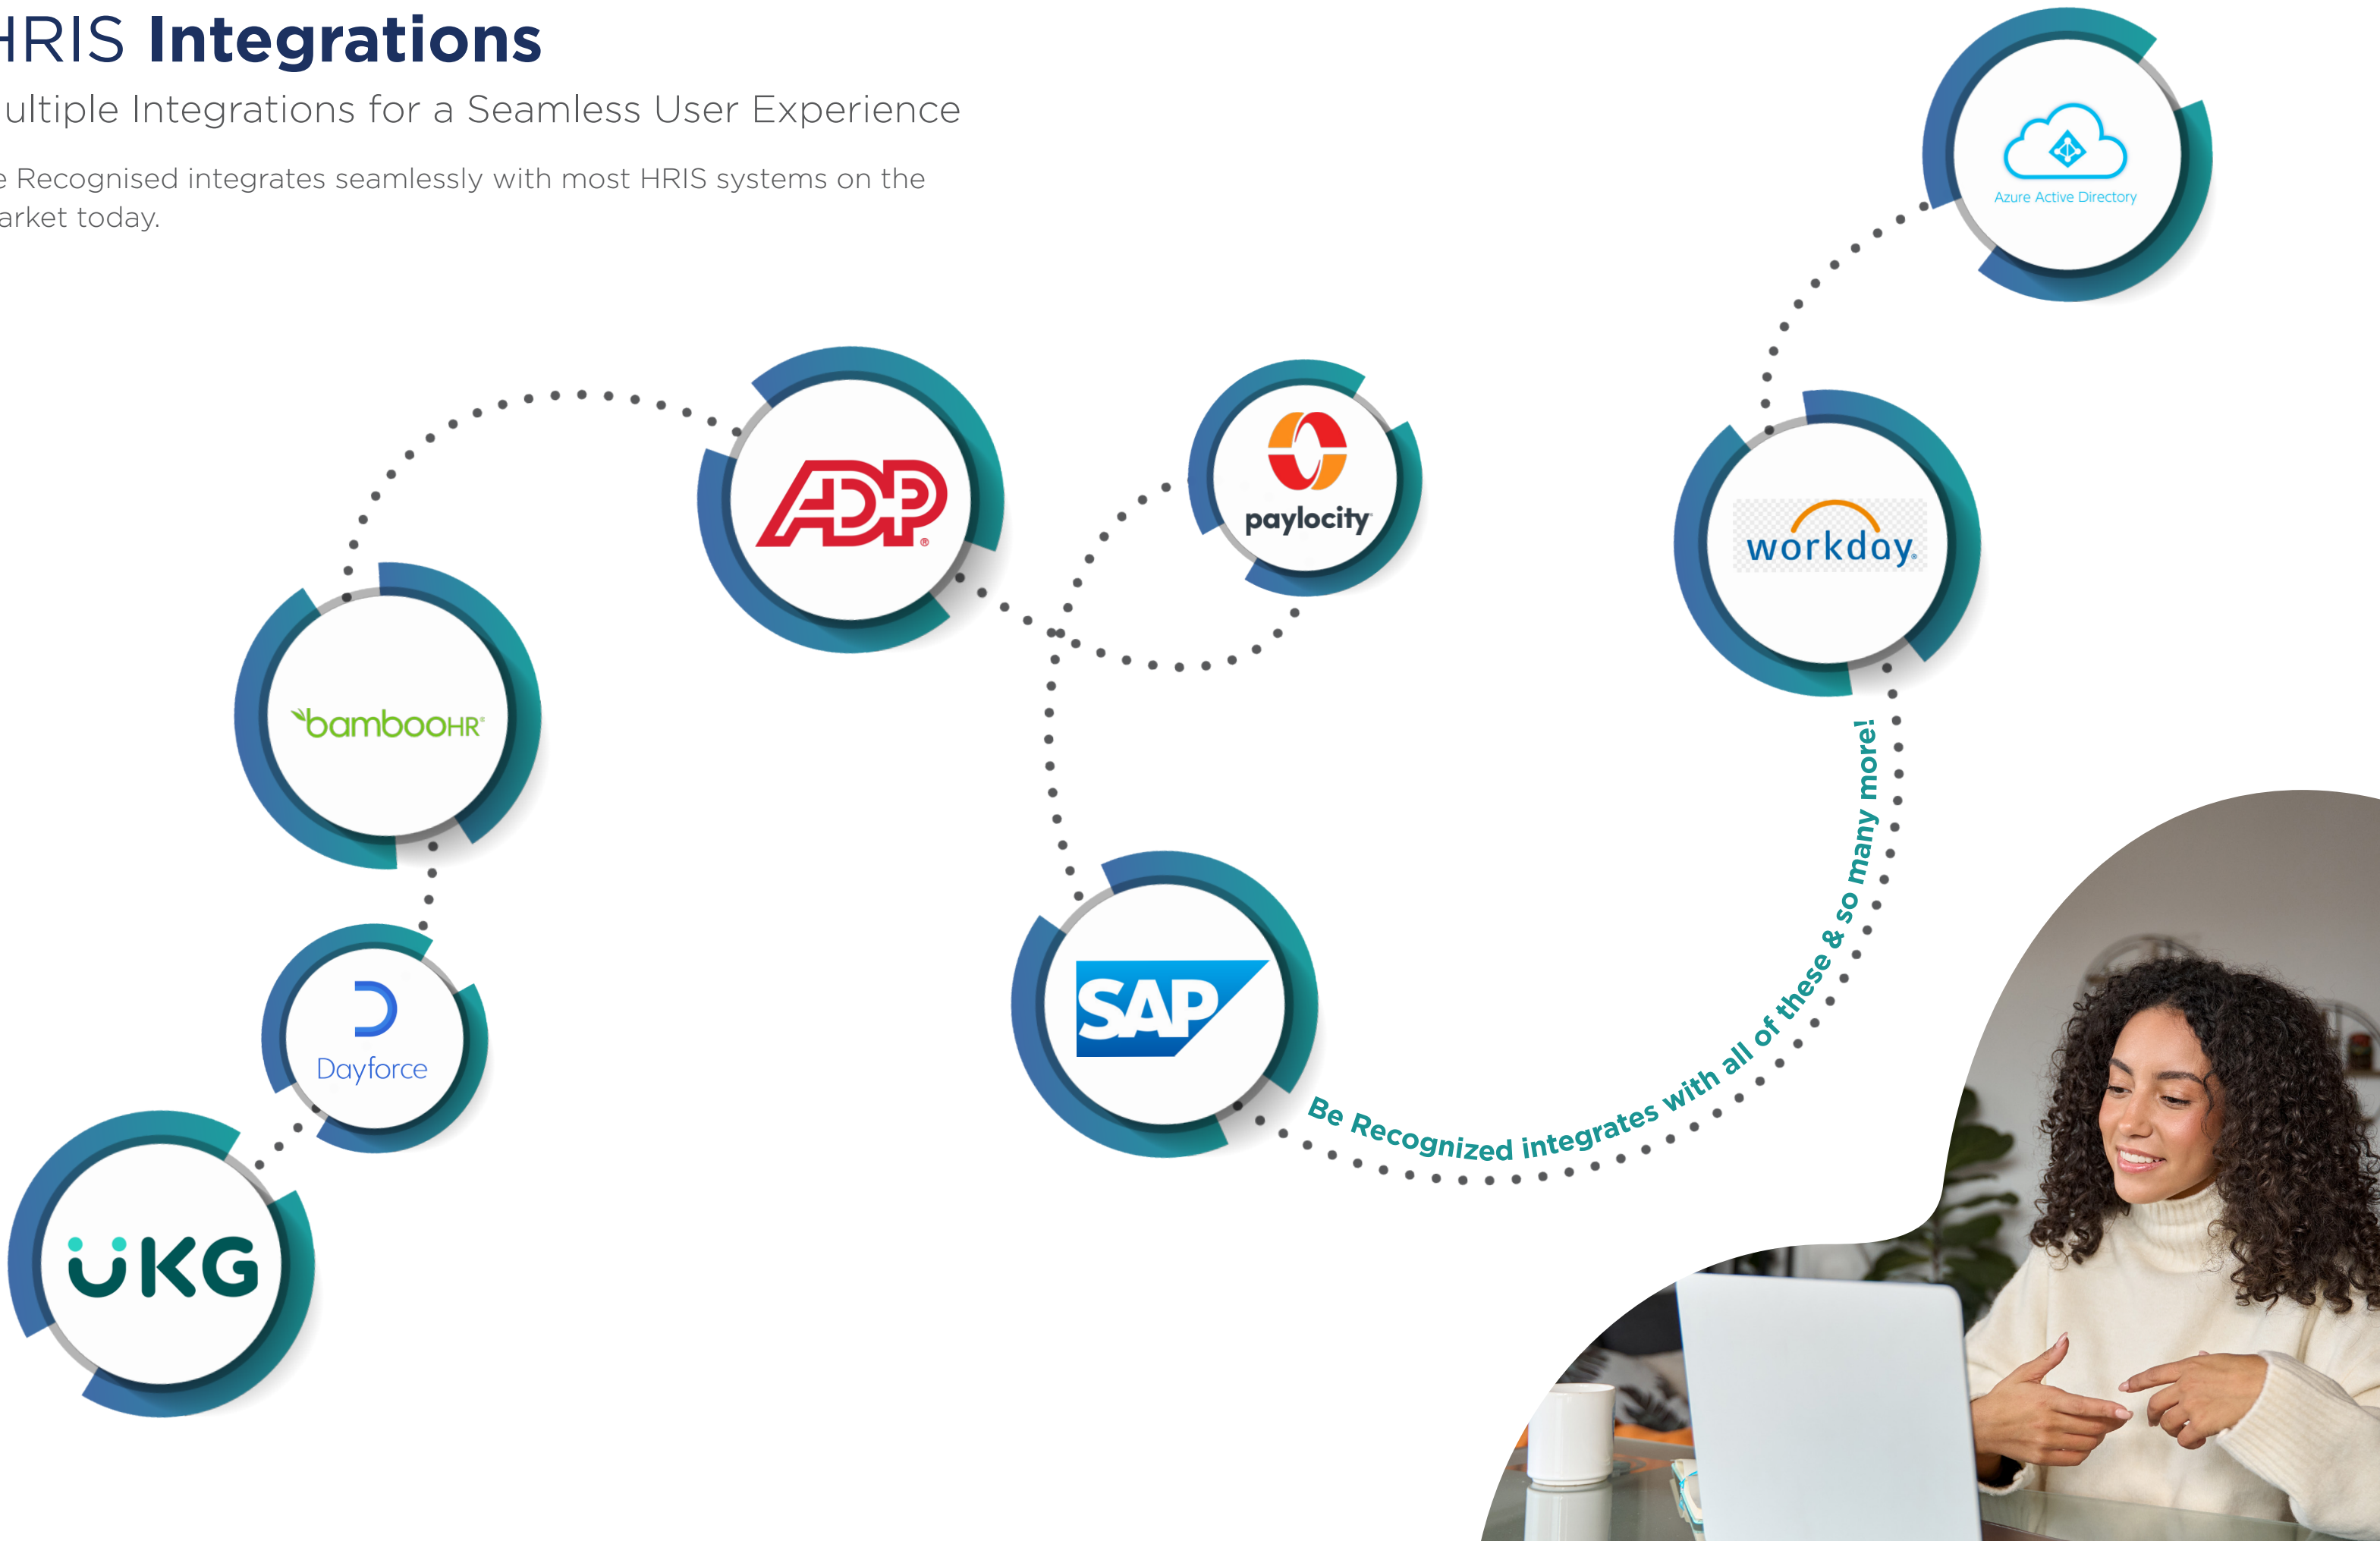 HRIS Integrations
ultiple Integrations for a Seamless User Experience
e Recognised integrates seamlessly with most HRIS systems on the
arket today.
Azure Active Directory
ADP®
paylocity
workday®
bambooHR®
SAP
Dayforce
UKG
Be Recognized integrates with all of these & so many more!